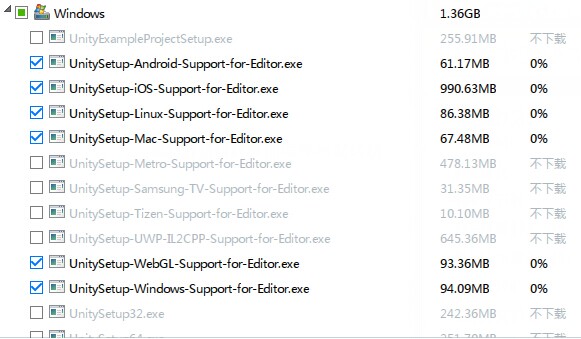 Windows 1.36GB
UnityExampleProjectSetup.exe 255.91MB 不下载
UnitySetup-Android-Support-for-Editor.exe 61.17MB 0%
UnitySetup-iOS-Support-for-Editor.exe 990.63MB 0%
UnitySetup-Linux-Support-for-Editor.exe 86.38MB 0%
UnitySetup-Mac-Support-for-Editor.exe 67.48MB 0%
UnitySetup-Metro-Support-for-Editor.exe 478.13MB 不下载
UnitySetup-Samsung-TV-Support-for-Editor.exe 31.35MB 不下载
UnitySetup-Tizen-Support-for-Editor.exe 10.10MB 不下载
UnitySetup-UWP-IL2CPP-Support-for-Editor.exe 645.36MB 不下载
UnitySetup-WebGL-Support-for-Editor.exe 93.36MB 0%
UnitySetup-Windows-Support-for-Editor.exe 94.09MB 0%
UnitySetup32.exe 242.36MB 不下载